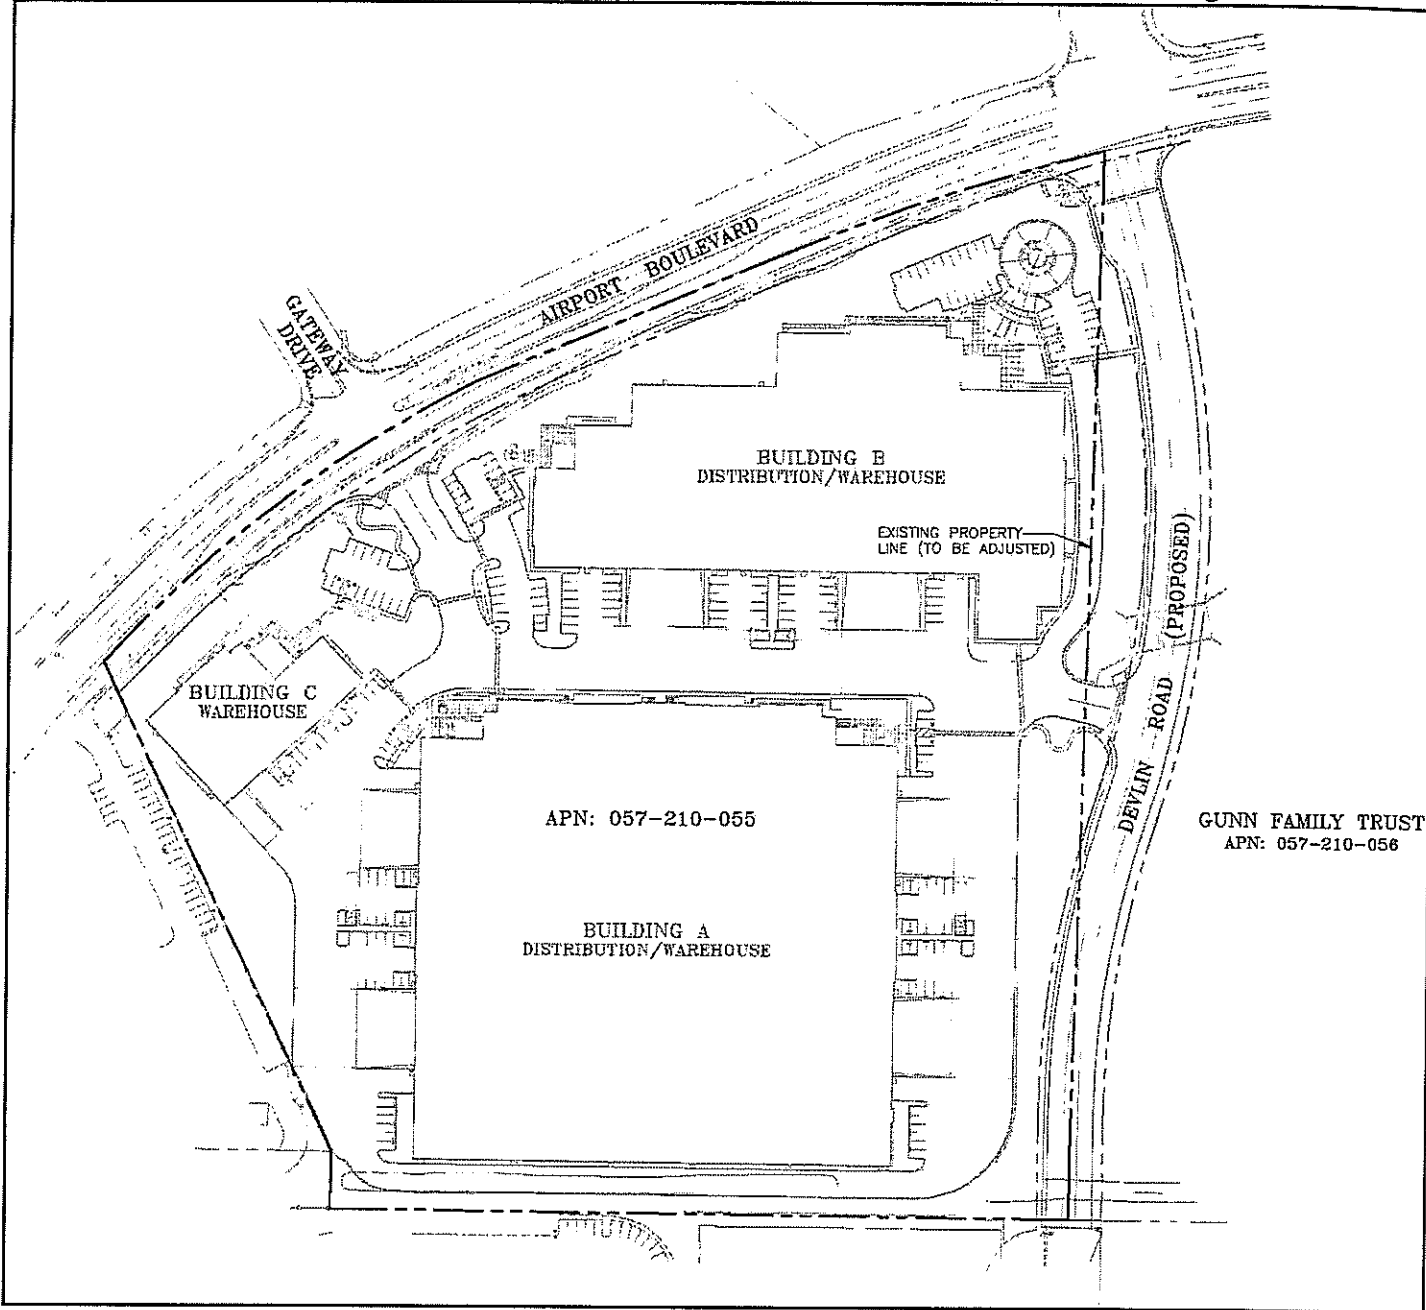 AIRPORT BOULEVARD
GATEWAY
DRIVE
BUILDING B
DISTRIBUTION/WAREHOUSE
EXISTING PROPERTY
LINE (TO BE ADJUSTED)
DEVLIN ROAD (PROPOSED)
BUILDING C
WAREHOUSE
APN: 057-210-055
GUNN FAMILY TRUST
APN: 057-210-056
BUILDING A
DISTRIBUTION/WAREHOUSE